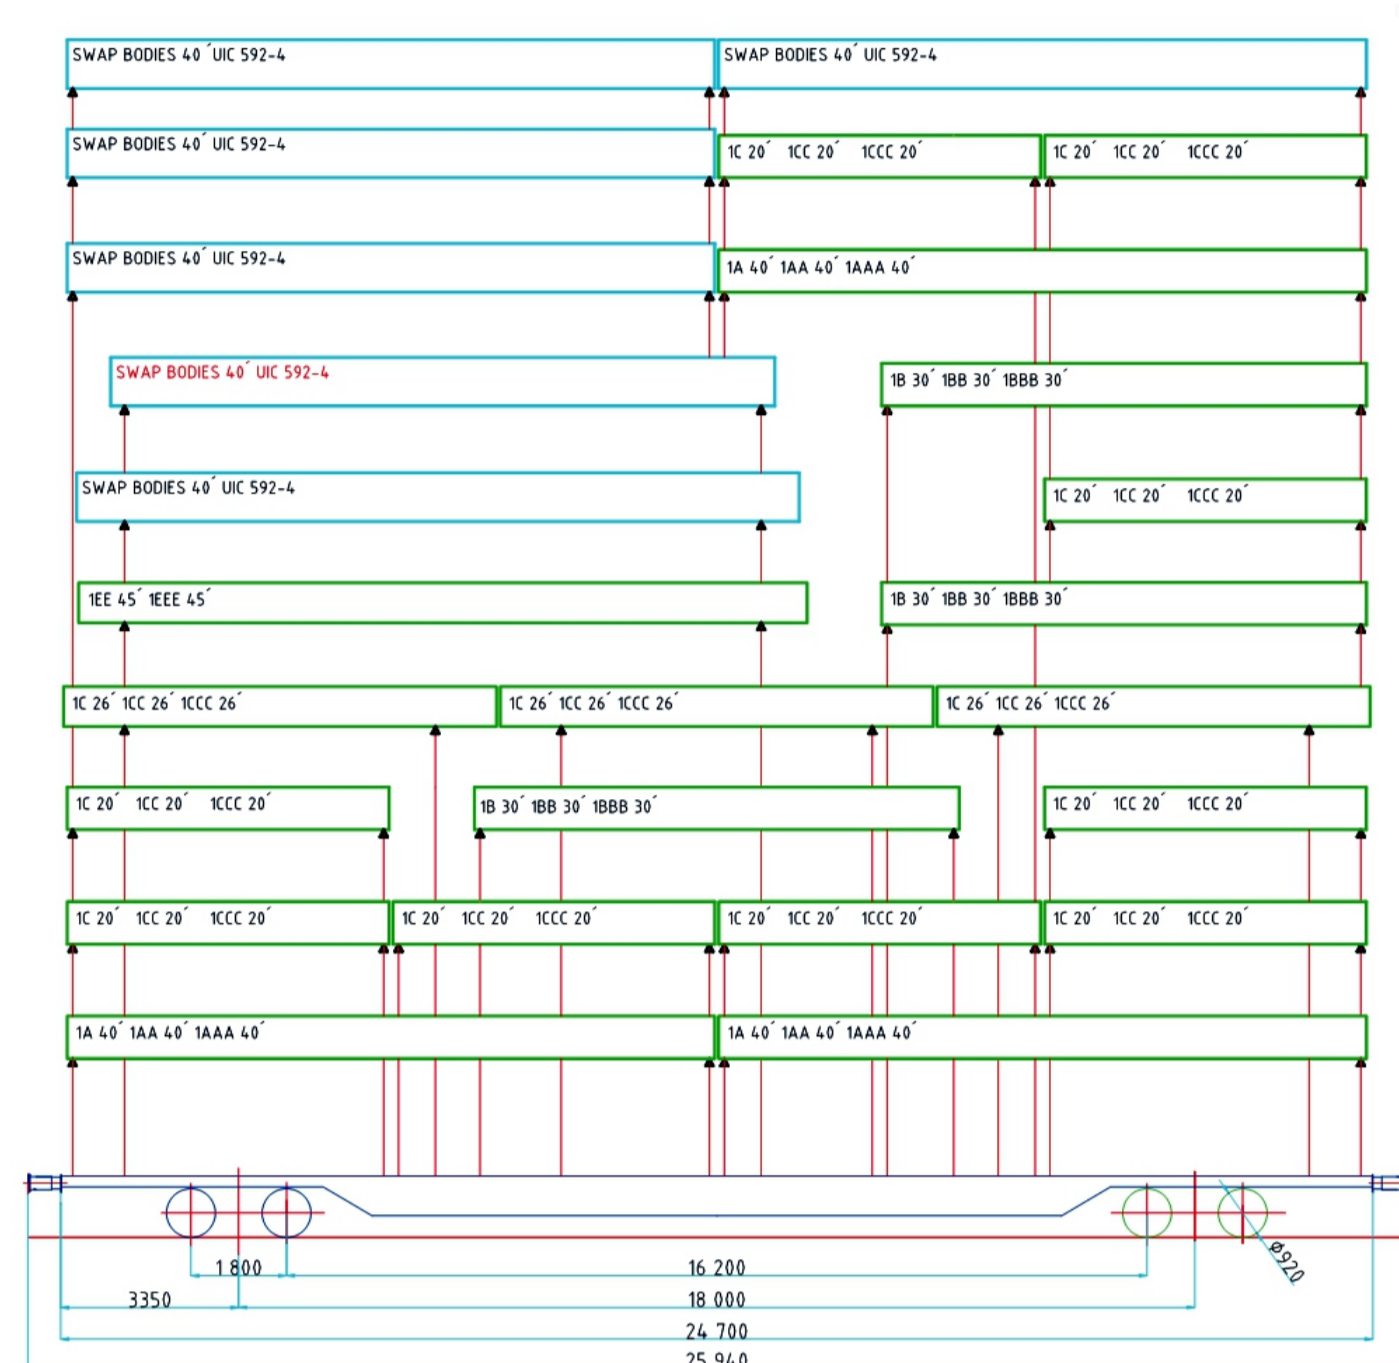 SWAP BODIES 40´ UIC 592-4 SWAP BODIES 40´ UIC 592-4
SWAP BODIES 40´ UIC 592-4 1C 20´ 1CC 20´ 1CCC 20´ 1C 20´ 1CC 20´ 1CCC 20´
SWAP BODIES 40´ UIC 592-4 1A 40´ 1AA 40´ 1AAA 40´
SWAP BODIES 40´ UIC 592-4 1B 30´ 1BB 30´ 1BBB 30´
SWAP BODIES 40´ UIC 592-4 1C 20´ 1CC 20´ 1CCC 20´
1EE 45´ 1EEE 45´ 1B 30´ 1BB 30´ 1BBB 30´
1C 26´ 1CC 26´ 1CCC 26´ 1C 26´ 1CC 26´ 1CCC 26´ 1C 26´ 1CC 26´ 1CCC 26´
1C 20´ 1CC 20´ 1CCC 20´ 1B 30´ 1BB 30´ 1BBB 30´ 1C 20´ 1CC 20´ 1CCC 20´
1C 20´ 1CC 20´ 1CCC 20´ 1C 20´ 1CC 20´ 1CCC 20´ 1C 20´ 1CC 20´ 1CCC 20´ 1C 20´ 1CC 20´ 1CCC 20´
1A 40´ 1AA 40´ 1AAA 40´ 1A 40´ 1AA 40´ 1AAA 40´
1 800 16 200 ø920
3350 18 000
24 700
25 940